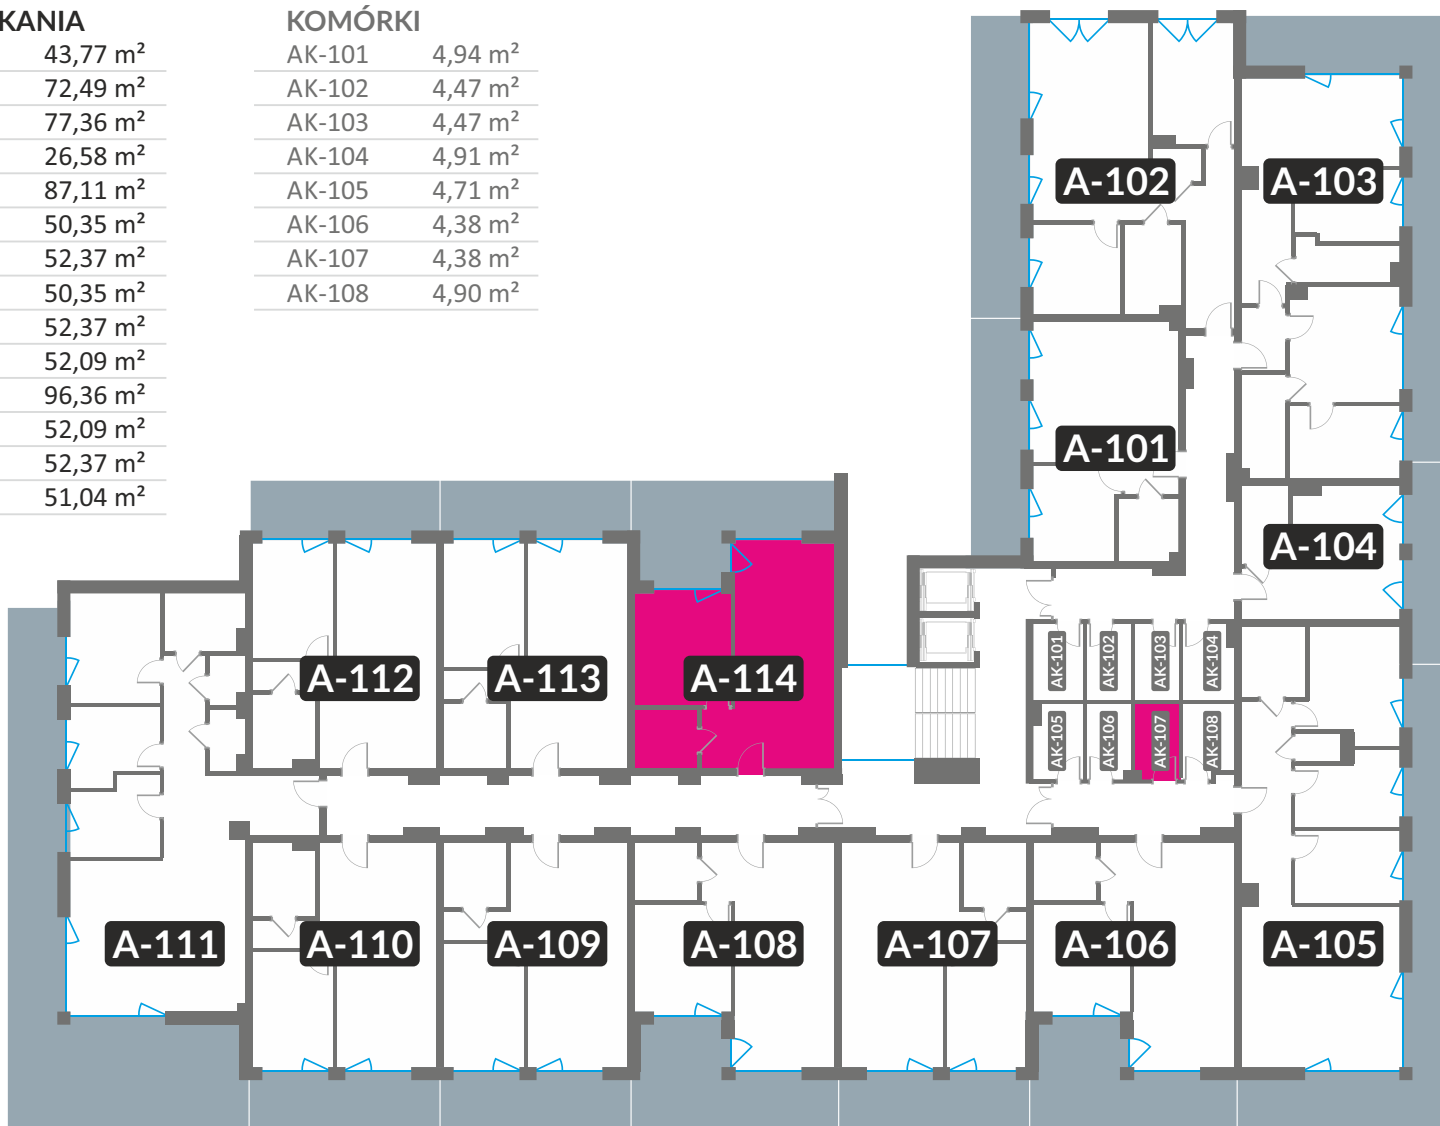 KANIA
43,77 m²
72,49 m²
77,36 m²
26,58 m²
87,11 m²
50,35 m²
52,37 m²
50,35 m²
52,37 m²
52,09 m²
96,36 m²
52,09 m²
52,37 m²
51,04 m²
KOMÓRKI
AK-101 4,94 m²
AK-102 4,47 m²
AK-103 4,47 m²
AK-104 4,91 m²
AK-105 4,71 m²
AK-106 4,38 m²
AK-107 4,38 m²
AK-108 4,90 m²
A-102
A-103
A-101
A-104
AK-101
AK-102
AK-103
AK-104
A-112
A-113
A-114
AK-105
AK-106
AK-107
AK-108
A-111
A-110
A-109
A-108
A-107
A-106
A-105